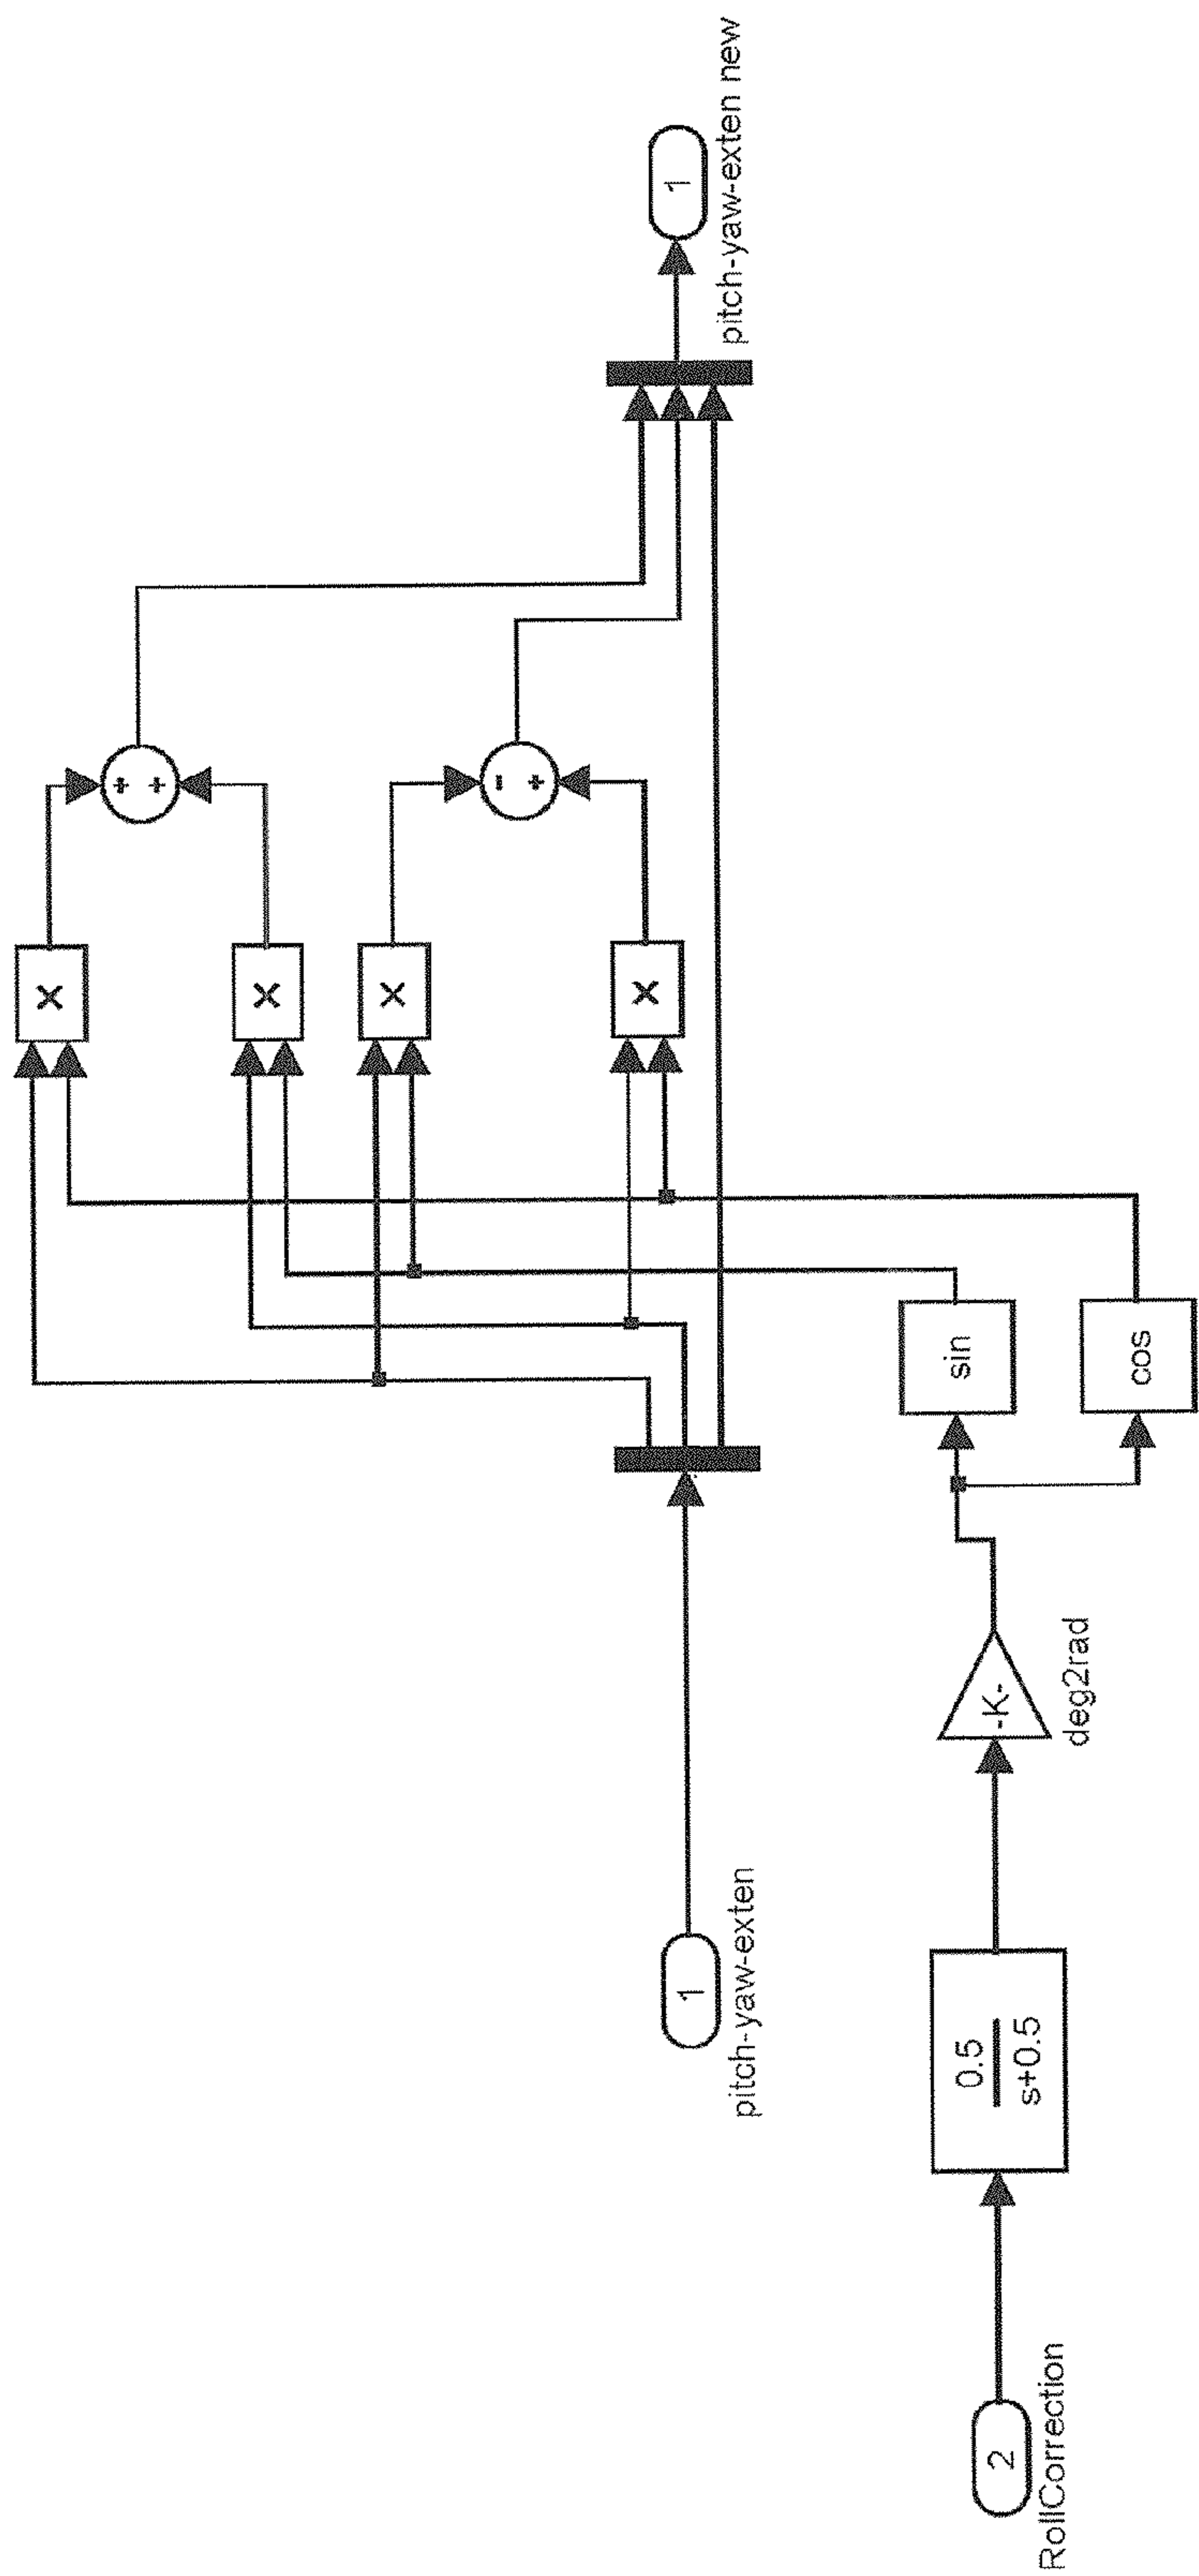 ×
×
×
×
+
+
-
+
1
pitch-yaw-exten new
1
pitch-yaw-exten
sin
cos
-K-
deg2rad
0.5
s+0.5
2
RollCorrection